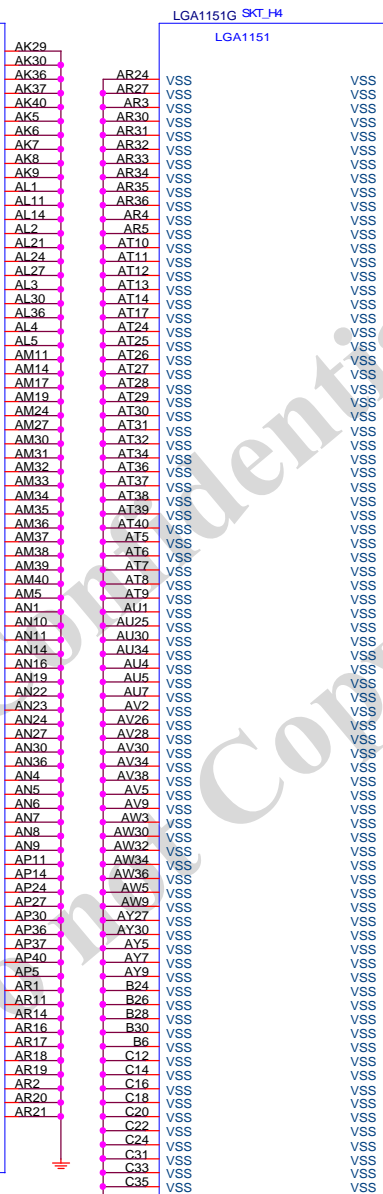 LGA1151G SKT_H4
LGA1151
AK29
AK30
AK36
AK37
AK40
AK5
AK6
AK7
AK8
AK9
AL1
AL11
AL14
AL2
AL21
AL24
AL27
AL3
AL30
AL36
AL4
AL5
AM11
AM14
AM17
AM19
AM24
AM27
AM30
AM31
AM32
AM33
AM34
AM35
AM36
AM37
AM38
AM39
AM40
AM5
AN1
AN10
AN11
AN14
AN16
AN19
AN22
AN23
AN24
AN27
AN30
AN36
AN4
AN5
AN6
AN7
AN8
AN9
AP11
AP14
AP24
AP27
AP30
AP36
AP37
AP40
AP5
AR1
AR11
AR14
AR16
AR17
AR18
AR19
AR2
AR20
AR21
AR24 VSS VSS
AR27 VSS VSS
AR3 VSS VSS
AR30 VSS VSS
AR31 VSS VSS
AR32 VSS VSS
AR33 VSS VSS
AR34 VSS VSS
AR35 VSS VSS
AR36 VSS VSS
AR4 VSS VSS
AR5 VSS VSS
AT10 VSS VSS
AT11 VSS VSS
AT12 VSS VSS
AT13 VSS VSS
AT14 VSS VSS
AT17 VSS VSS
AT24 VSS VSS
AT25 VSS VSS
AT26 VSS VSS
AT27 VSS VSS
AT28 VSS VSS
AT29 VSS VSS
AT30 VSS VSS
AT31 VSS VSS
AT32 VSS VSS
AT34 VSS VSS
AT36 VSS VSS
AT37 VSS VSS
AT38 VSS VSS
AT39 VSS VSS
AT40 VSS VSS
AT5 VSS VSS
AT6 VSS VSS
AT7 VSS VSS
AT8 VSS VSS
AT9 VSS VSS
AU1 VSS VSS
AU25 VSS VSS
AU30 VSS VSS
AU34 VSS VSS
AU4 VSS VSS
AU5 VSS VSS
AU7 VSS VSS
AV2 VSS VSS
AV26 VSS VSS
AV28 VSS VSS
AV30 VSS VSS
AV34 VSS VSS
AV38 VSS VSS
AV5 VSS VSS
AV9 VSS VSS
AW3 VSS VSS
AW30 VSS VSS
AW32 VSS VSS
AW34 VSS VSS
AW36 VSS VSS
AW5 VSS VSS
AW9 VSS VSS
AY27 VSS VSS
AY30 VSS VSS
AY5 VSS VSS
AY7 VSS VSS
AY9 VSS VSS
B24 VSS VSS
B26 VSS VSS
B28 VSS VSS
B30 VSS VSS
B6 VSS VSS
C12 VSS VSS
C14 VSS VSS
C16 VSS VSS
C18 VSS VSS
C20 VSS VSS
C22 VSS VSS
C24 VSS VSS
C31 VSS VSS
C33 VSS VSS
C35 VSS VSS
Confidentia
o not Cop